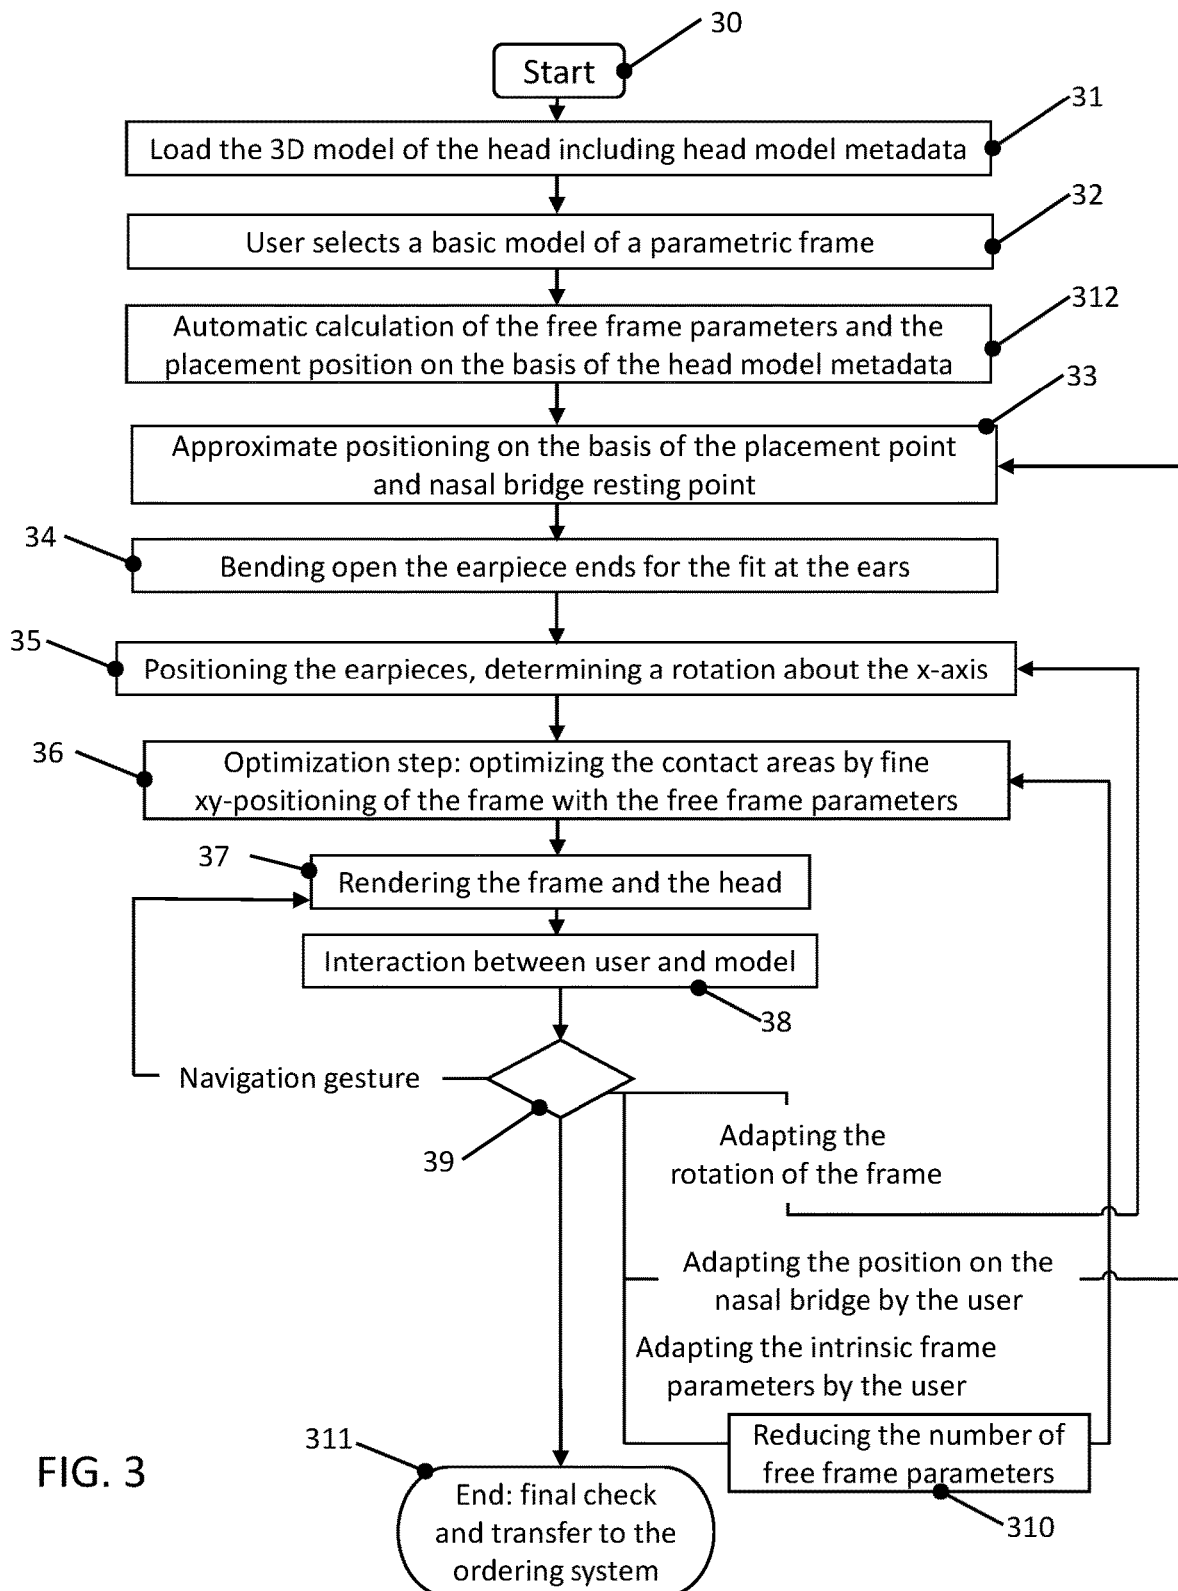 30
Start
31
Load the 3D model of the head including head model metadata
32
User selects a basic model of a parametric frame
312
Automatic calculation of the free frame parameters and the
placement position on the basis of the head model metadata
33
Approximate positioning on the basis of the placement point
and nasal bridge resting point
34
Bending open the earpiece ends for the fit at the ears
35
Positioning the earpieces, determining a rotation about the x-axis
36
Optimization step: optimizing the contact areas by fine
xy-positioning of the frame with the free frame parameters
37
Rendering the frame and the head
Interaction between user and model
38
Navigation gesture
39
Adapting the
rotation of the frame
Adapting the position on the
nasal bridge by the user
Adapting the intrinsic frame
parameters by the user
Reducing the number of
free frame parameters
310
311
End: final check
and transfer to the
ordering system
FIG. 3